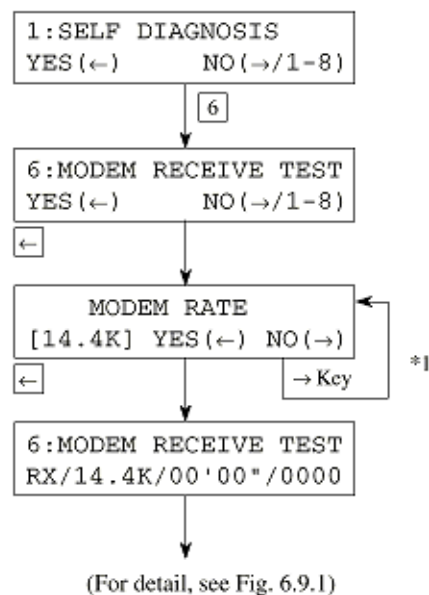 1:SELF DIAGNOSIS
YES(←) NO(→/1-8)
6
6:MODEM RECEIVE TEST
YES(←) NO(→/1-8)
←
MODEM RATE
[14.4K] YES(←) NO(→)
*1
← → Key
6:MODEM RECEIVE TEST
RX/14.4K/00'00"/0000
(For detail, see Fig. 6.9.1)